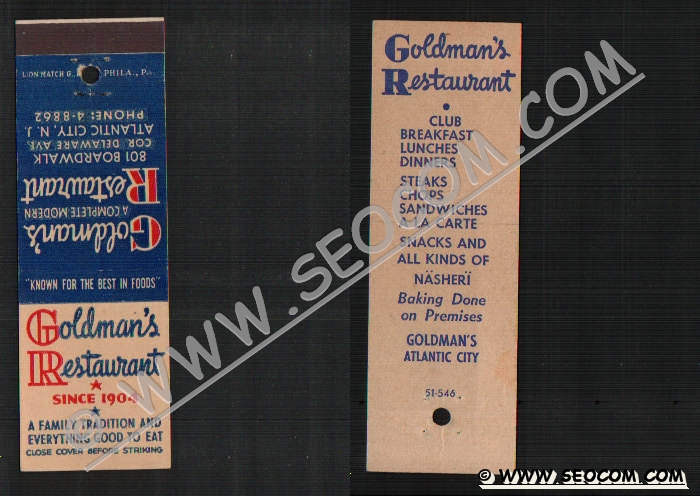 LION MATCH C., PHILA., PA.
PHONE: 4-8862
ATLANTIC CITY, N. J.
COR. DELAWARE AVE.
801 BOARDWALK
Restaurant
A COMPLETE MODERN
Goldman's
"KNOWN FOR THE BEST IN FOODS"
Goldman's
Restaurant
SINCE 1904
A FAMILY TRADITION AND
EVERYTHING GOOD TO EAT
CLOSE COVER BEFORE STRIKING
Goldman's
Restaurant
CLUB
BREAKFAST
LUNCHES
DINNERS
STEAKS
CHOPS
SANDWICHES
A LA CARTE
SNACKS AND
ALL KINDS OF
NÄSHERÏ
Baking Done
on Premises
GOLDMAN'S
ATLANTIC CITY
51-546
© WWW.SEOCOM.COM
© WWW.SEOCOM.COM